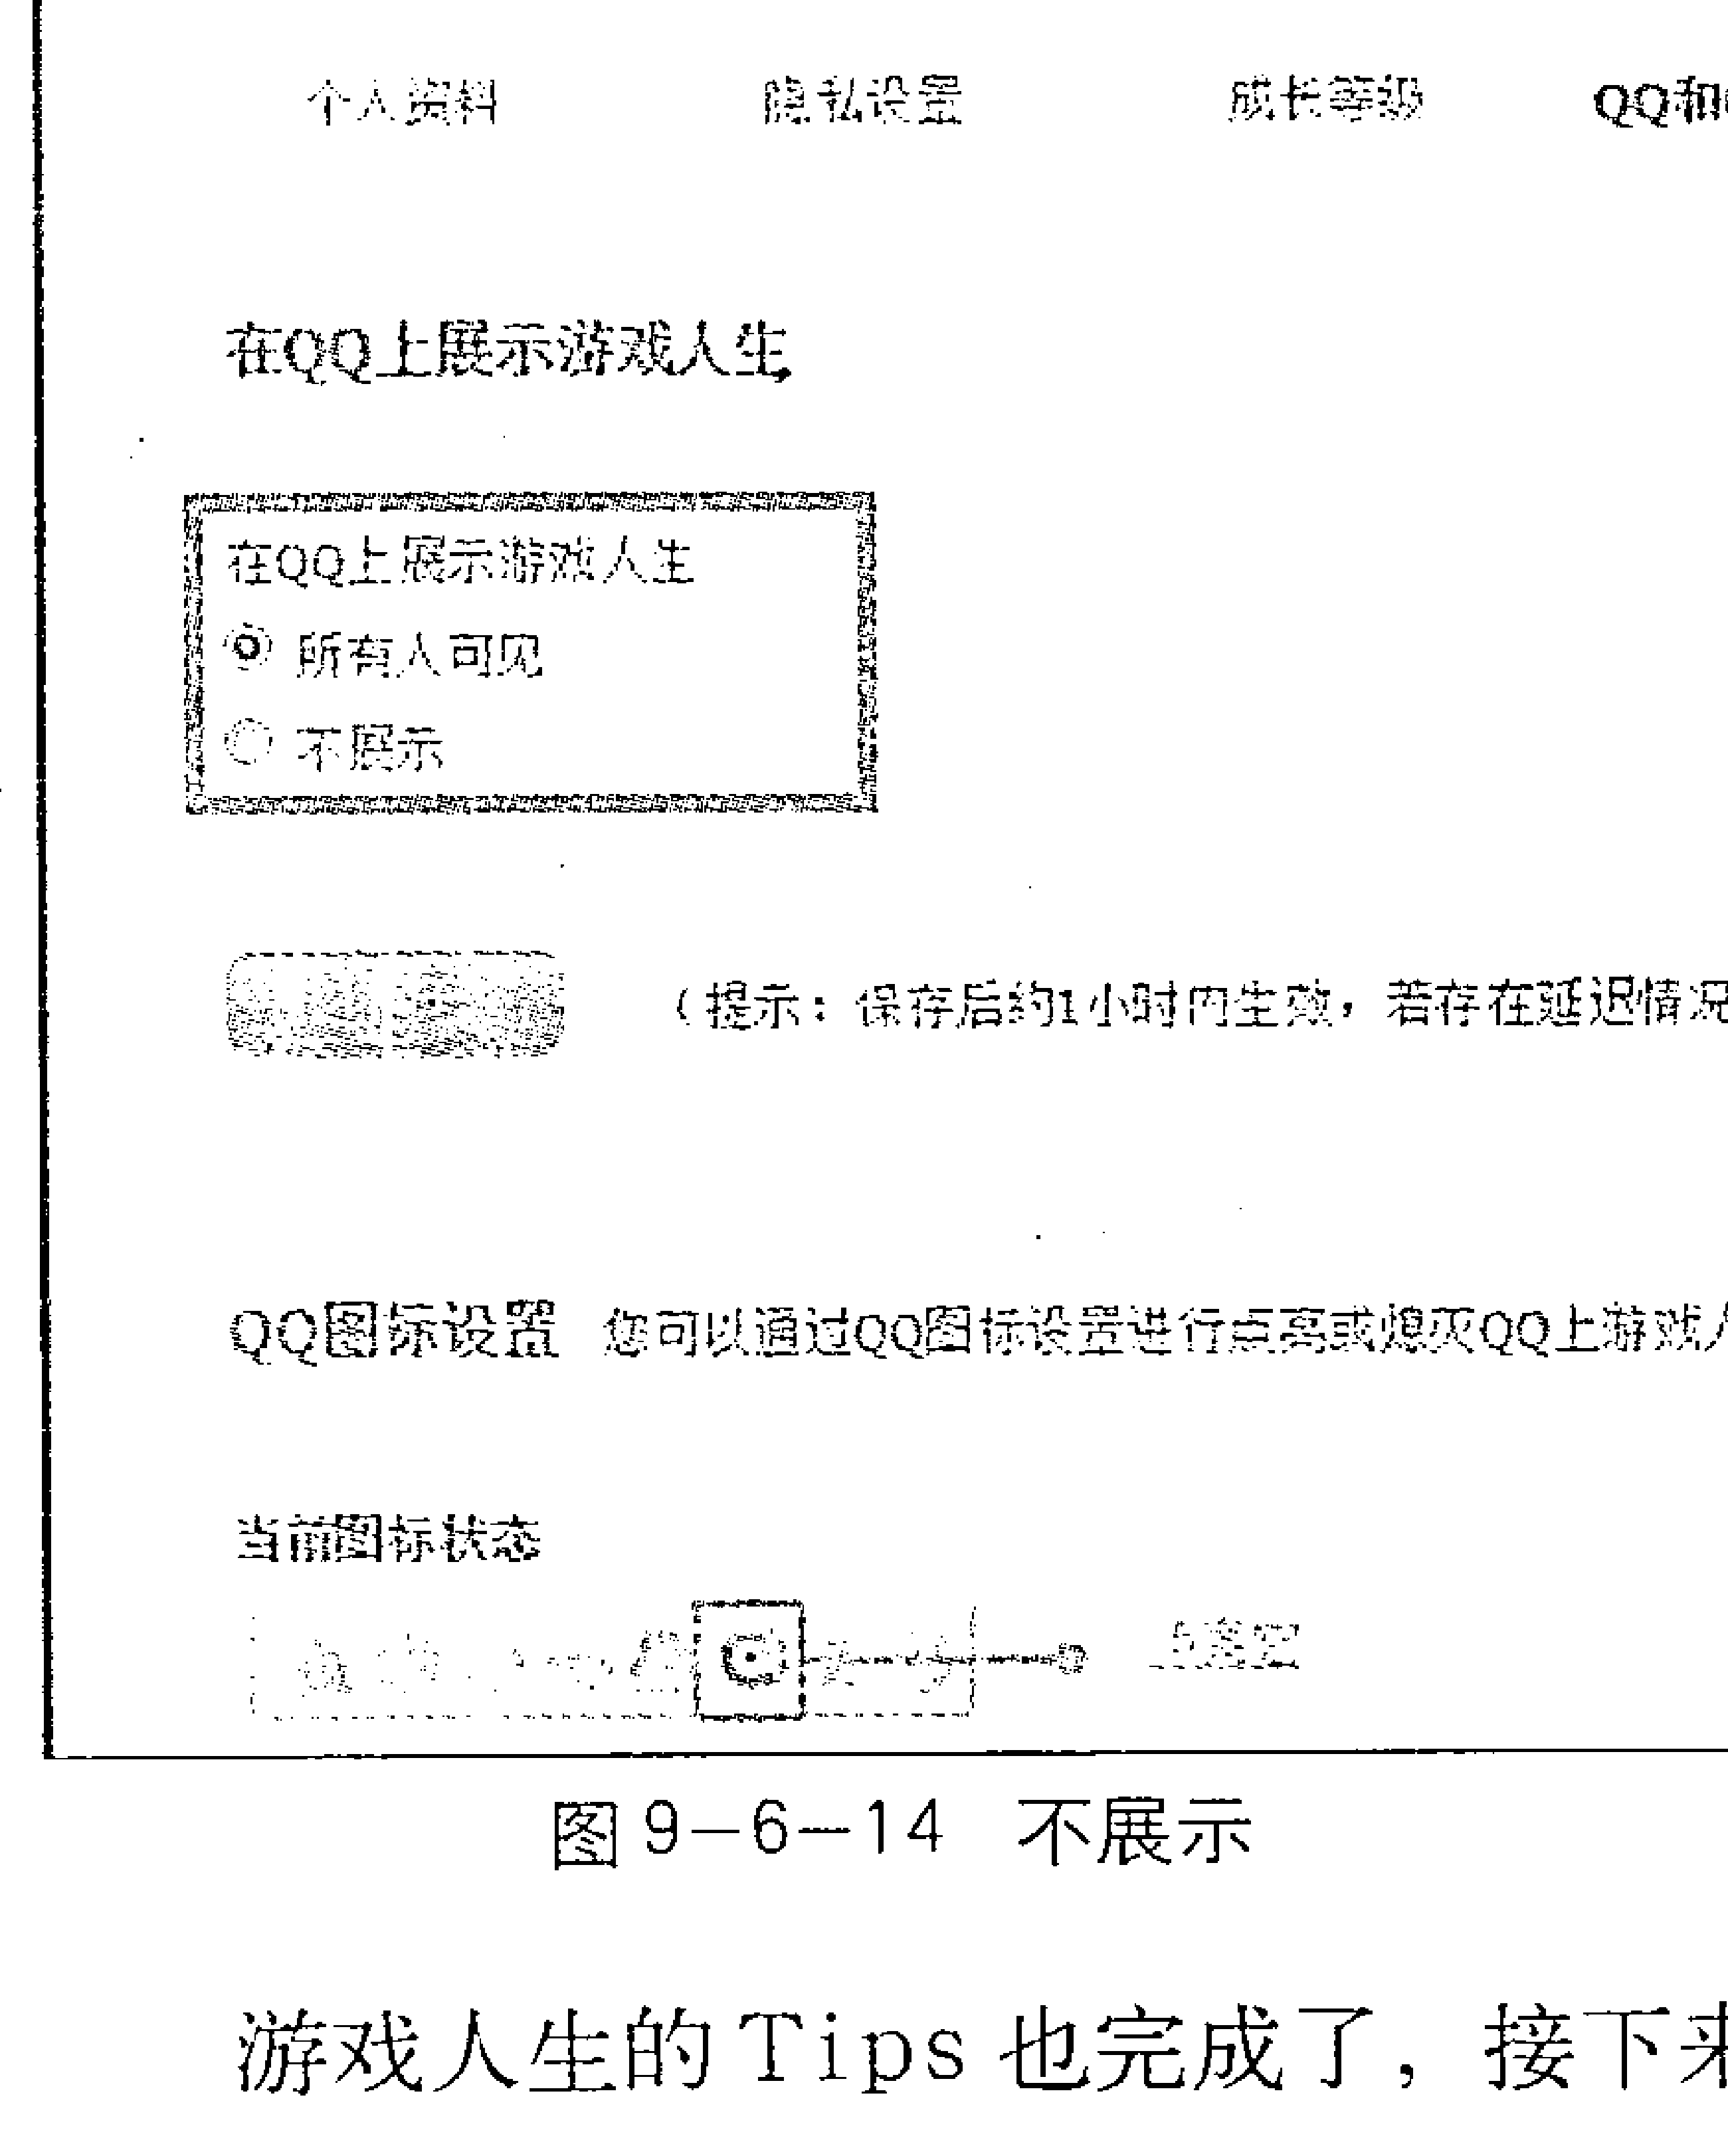 个人资料 隐私设置 成长等级 QQ和
在QQ上展示游戏人生
在QQ上展示游戏人生
所有人可见
不展示
(提示：保存后约1小时内生效，若存在延迟情况
QQ图标设置 您可以通过QQ图标设置进行点亮或熄灭QQ上游戏人
当前图标状态
图9-6-14 不展示
游戏人生的Tips也完成了，接下来